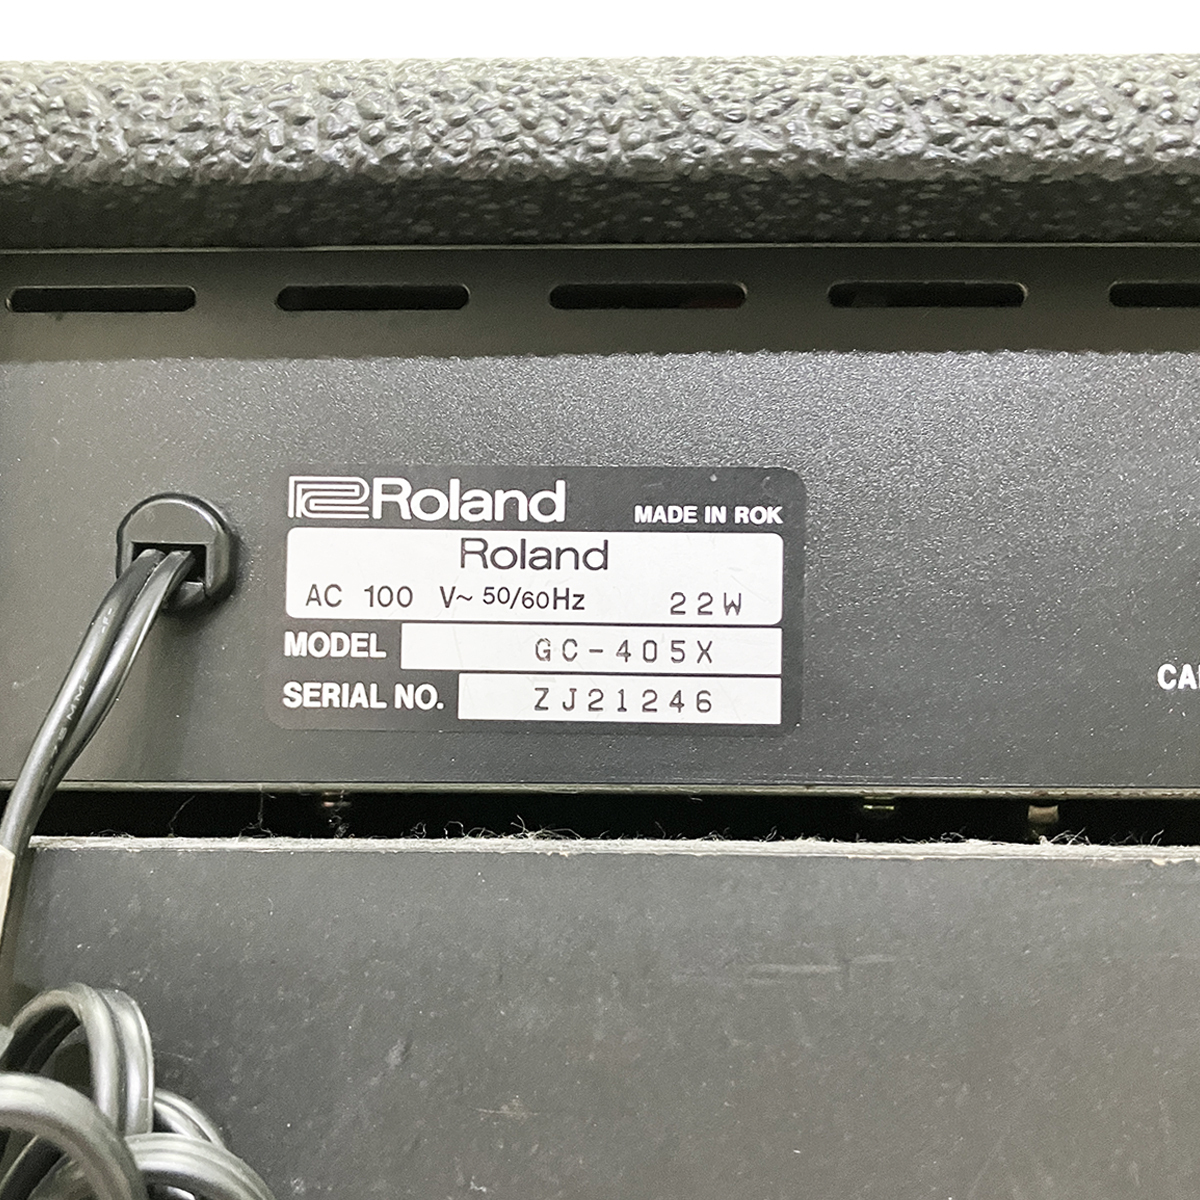 Roland MADE IN ROK
Roland
AC 100 V~ 50/60Hz 22W
MODEL GC-405X
SERIAL NO. ZJ21246